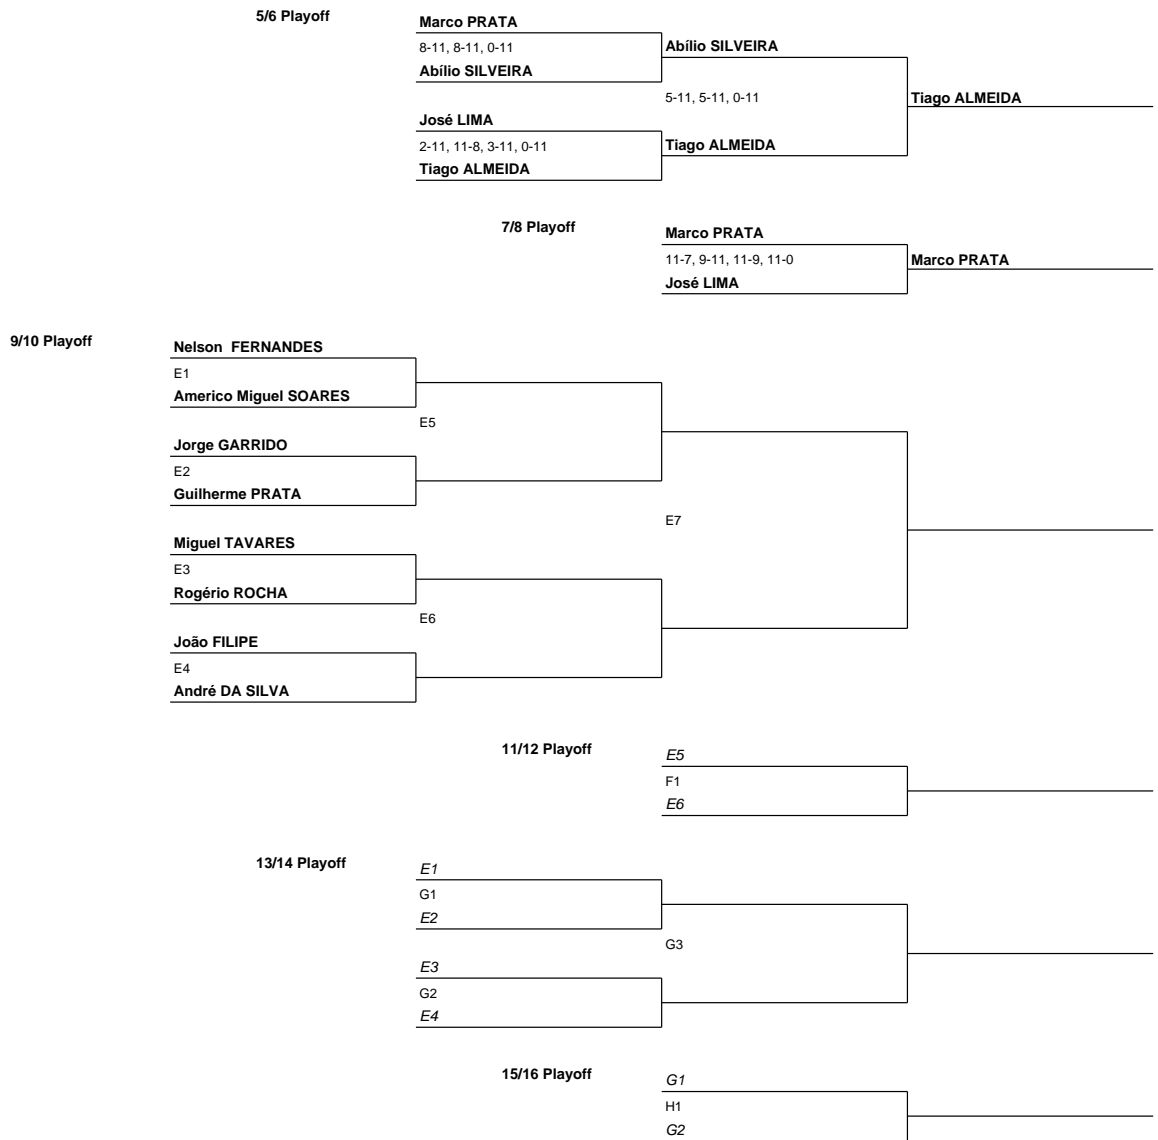 5/6 Playoff
Marco PRATA
8-11, 8-11, 0-11
Abílio SILVEIRA
Abílio SILVEIRA
5-11, 5-11, 0-11
Tiago ALMEIDA
José LIMA
2-11, 11-8, 3-11, 0-11
Tiago ALMEIDA
Tiago ALMEIDA
7/8 Playoff
Marco PRATA
11-7, 9-11, 11-9, 11-0
Marco PRATA
José LIMA
9/10 Playoff
Nelson  FERNANDES
E1
Americo Miguel SOARES
E5
Jorge GARRIDO
E2
Guilherme PRATA
E7
Miguel TAVARES
E3
Rogério ROCHA
E6
João FILIPE
E4
André DA SILVA
11/12 Playoff
E5
F1
E6
13/14 Playoff
E1
G1
E2
G3
E3
G2
E4
15/16 Playoff
G1
H1
G2